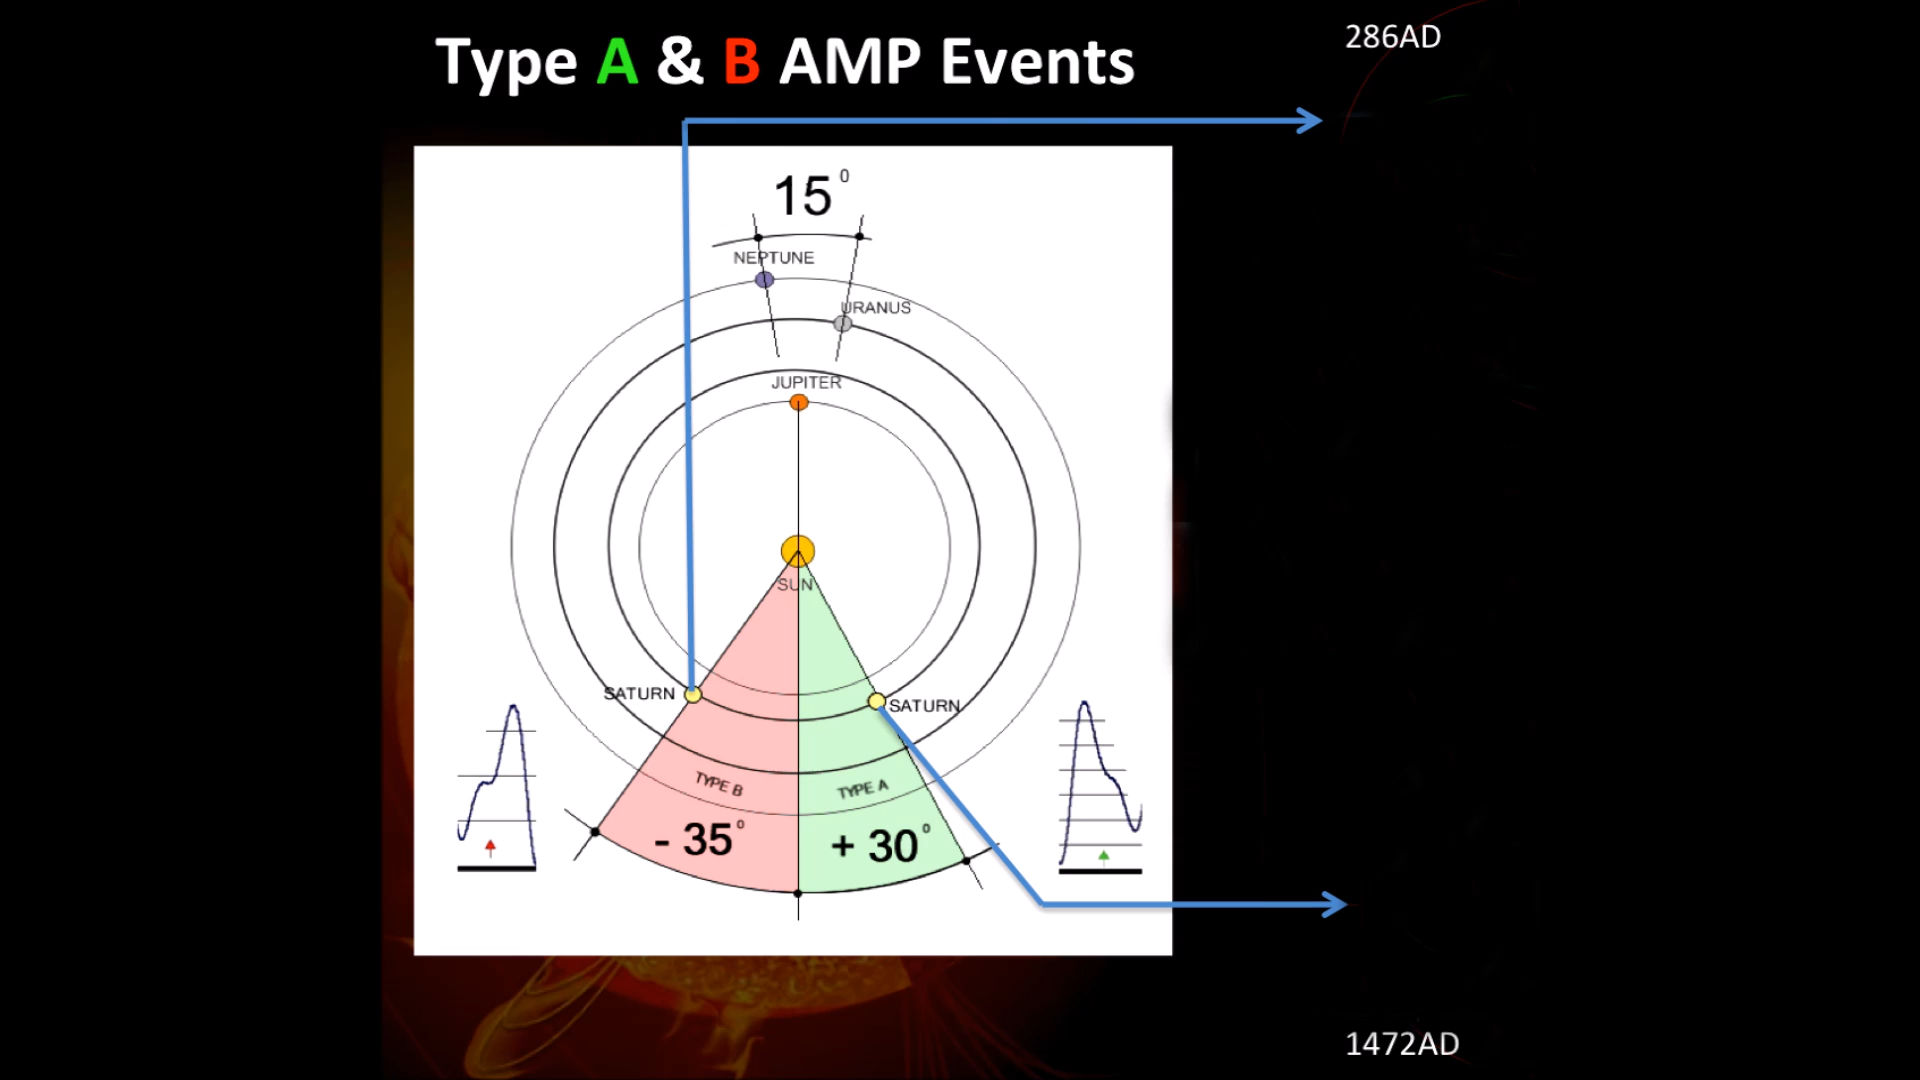 Type A & B AMP Events
286AD
15°
NEPTUNE
URANUS
JUPITER
SUN
SATURN
SATURN
TYPE B
TYPE A
- 35°
+ 30°
1472AD